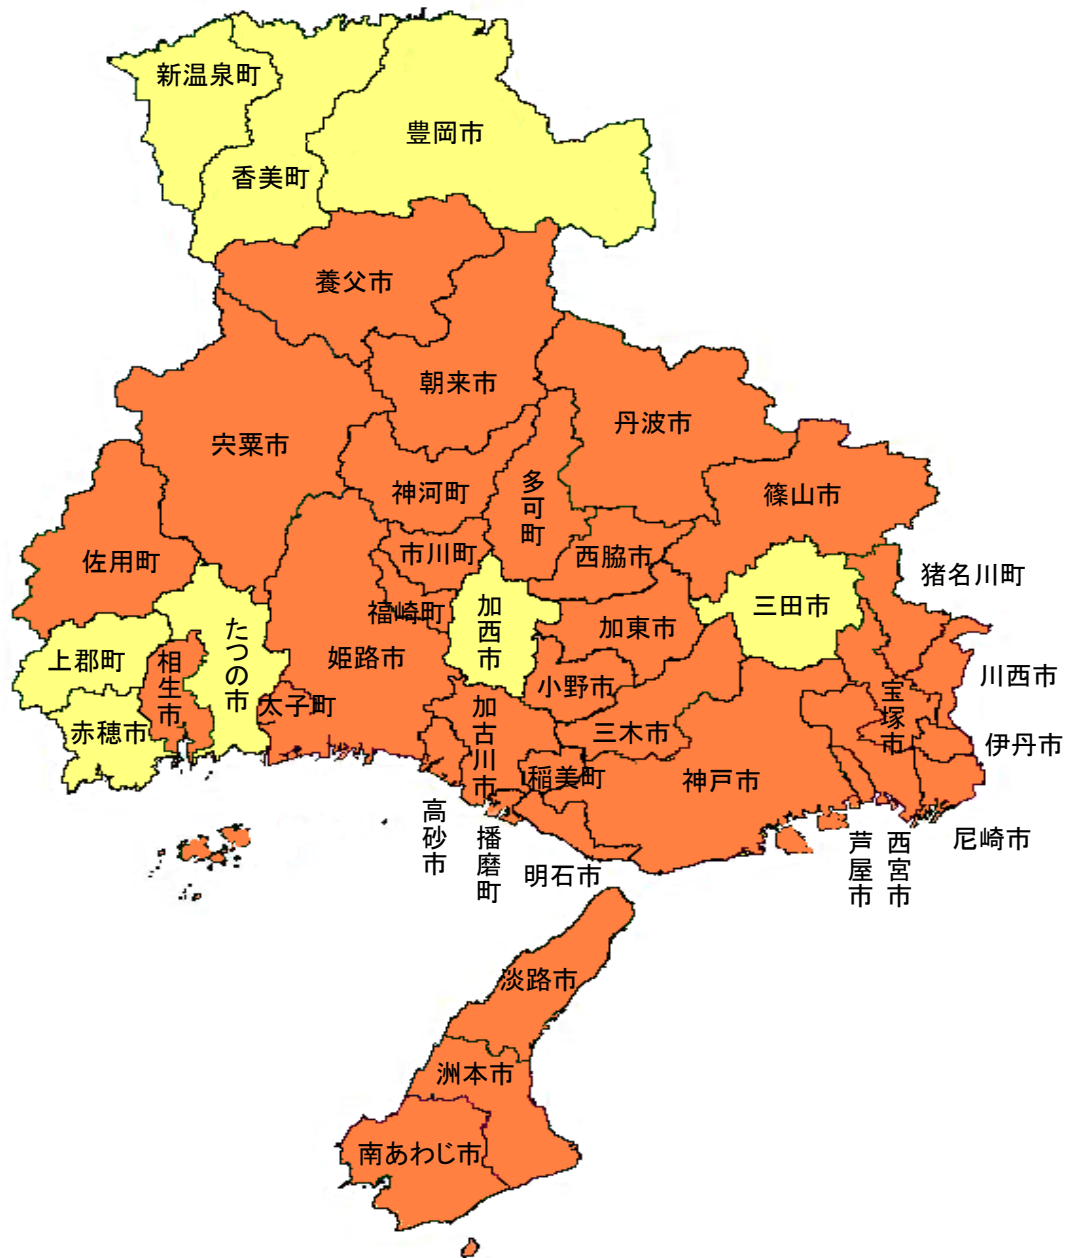 新温泉町
豊岡市
香美町
養父市
朝来市
丹波市
宍粟市
神河町
多可町
篠山市
佐用町
市川町
西脇市
猪名川町
加西市
三田市
福崎町
たつの市
加東市
上郡町
相生市
姫路市
川西市
小野市
太子町
宝塚市
赤穂市
加古川市
三木市
伊丹市
稲美町
神戸市
高砂市
播磨町
明石市
芦屋市
西宮市
尼崎市
淡路市
洲本市
南あわじ市